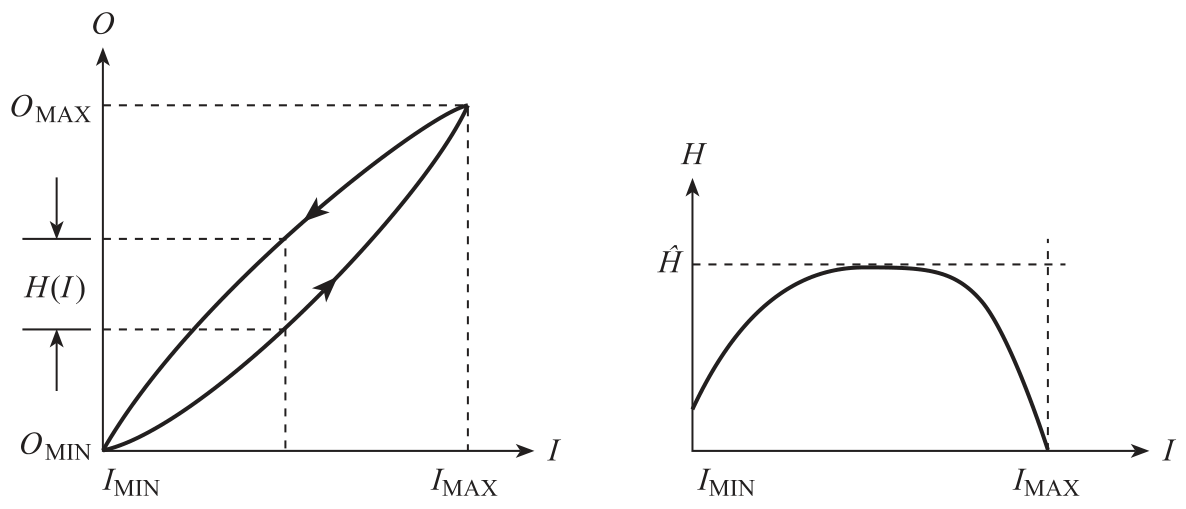 O
O_MAX
H(I)
O_MIN
I
I_MIN
I_MAX
H
Ĥ
I
I_MIN
I_MAX